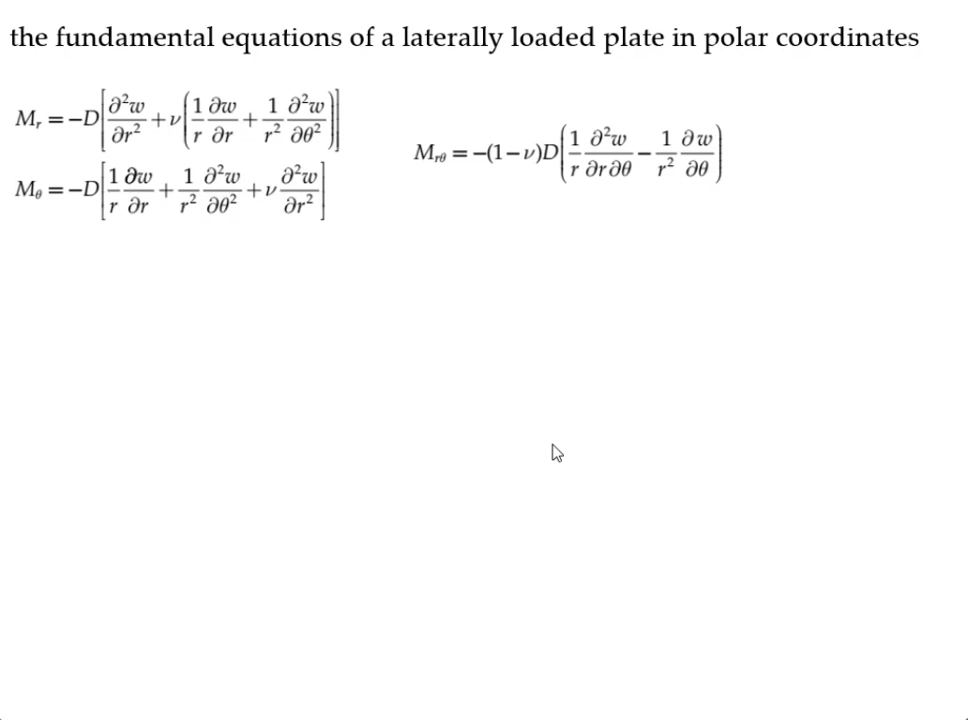 the fundamental equations of a laterally loaded plate in polar coordinates
M_r = −D[∂²w/∂r² + ν(1/r ∂w/∂r + 1/r² ∂²w/∂θ²)]
M_θ = −D[1/r ∂w/∂r + 1/r² ∂²w/∂θ² + ν ∂²w/∂r²]
M_rθ = −(1−ν)D(1/r ∂²w/∂r∂θ − 1/r² ∂w/∂θ)